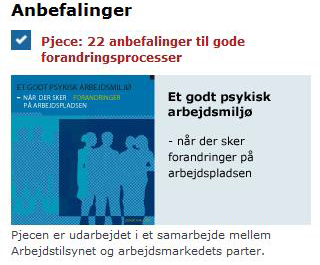 Anbefalinger
Pjece: 22 anbefalinger til gode
forandringsprocesser
ET GODT PSYKISK ARBEJDSMILJØ
– NÅR DER SKER FORANDRINGER
PÅ ARBEJDSPLADSEN
Et godt psykisk
arbejdsmiljø
- når der sker
forandringer på
arbejdspladsen
Pjecen er udarbejdet i et samarbejde mellem
Arbejdstilsynet og arbejdsmarkedets parter.